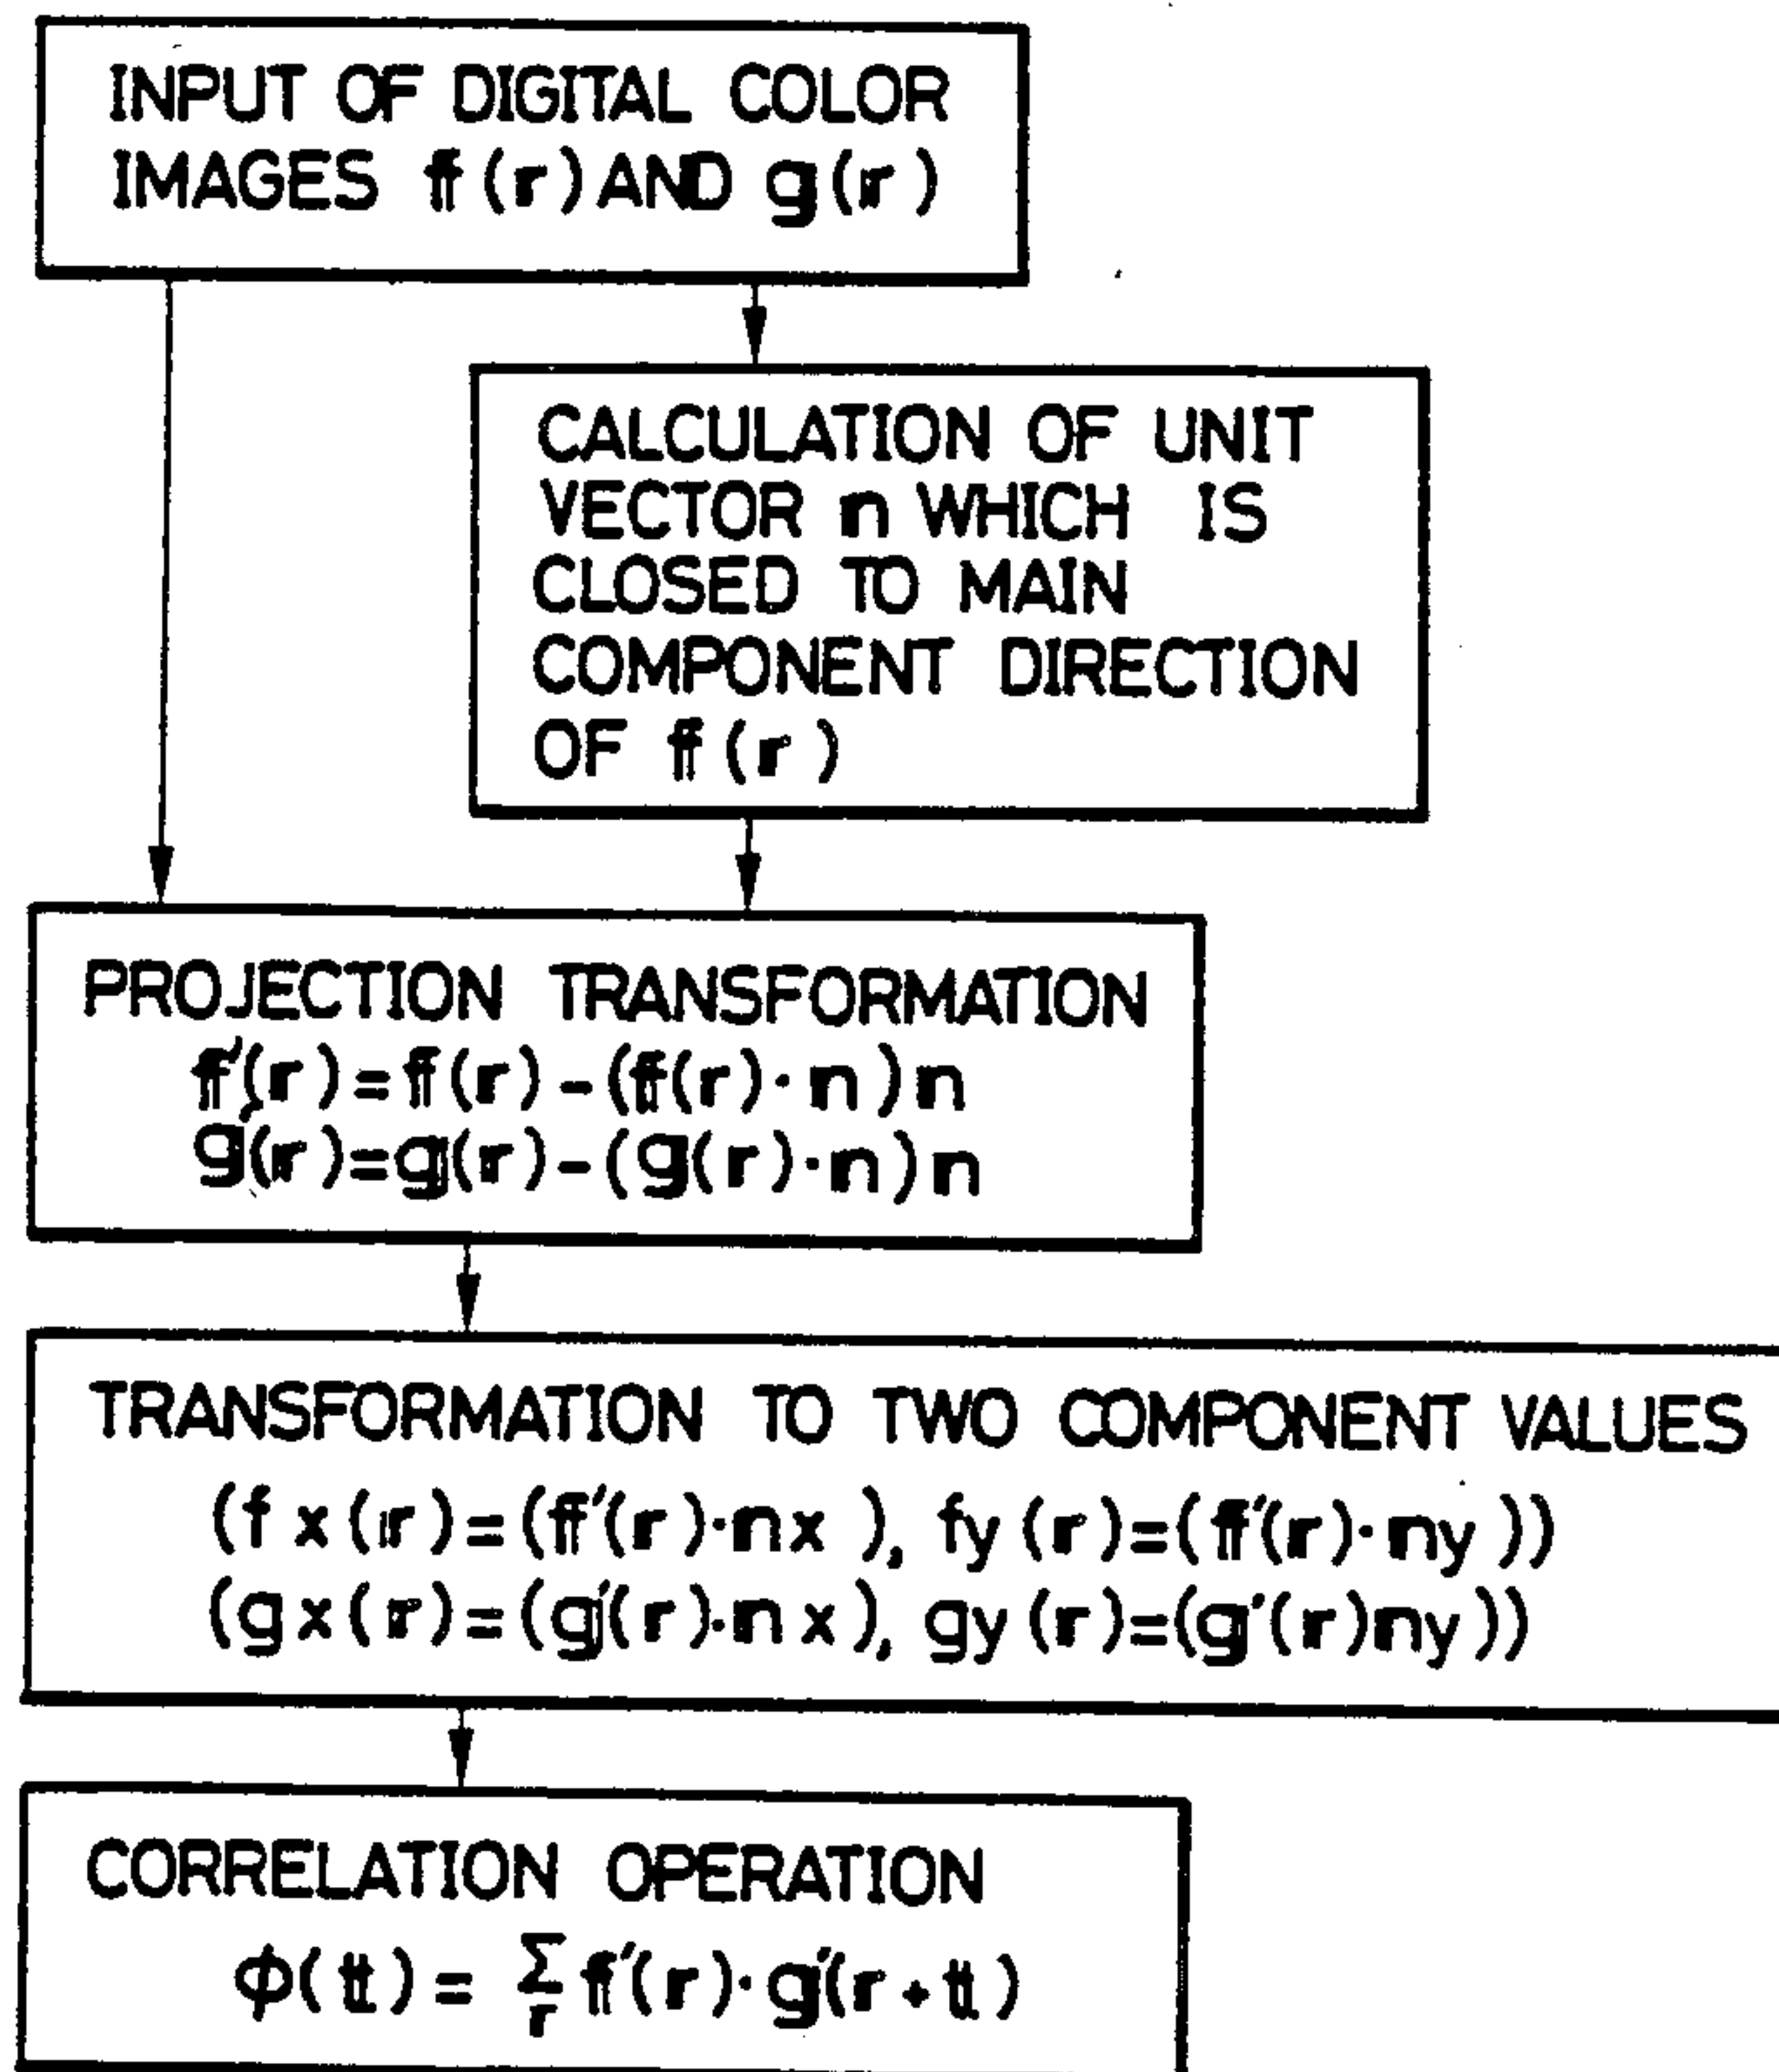 INPUT OF DIGITAL COLOR
IMAGES f(r) AND g(r)
CALCULATION OF UNIT
VECTOR n WHICH IS
CLOSED TO MAIN
COMPONENT DIRECTION
OF f(r)
PROJECTION TRANSFORMATION
f'(r)=f(r)-(f(r)·n)n
g'(r)=g(r)-(g(r)·n)n
TRANSFORMATION TO TWO COMPONENT VALUES
(fx(r)=(f'(r)·nx), fy(r)=(f'(r)·ny))
(gx(r)=(g'(r)·nx), gy(r)=(g'(r)ny))
CORRELATION OPERATION
φ(t)= Σ f'(r)·g'(r+t)
r